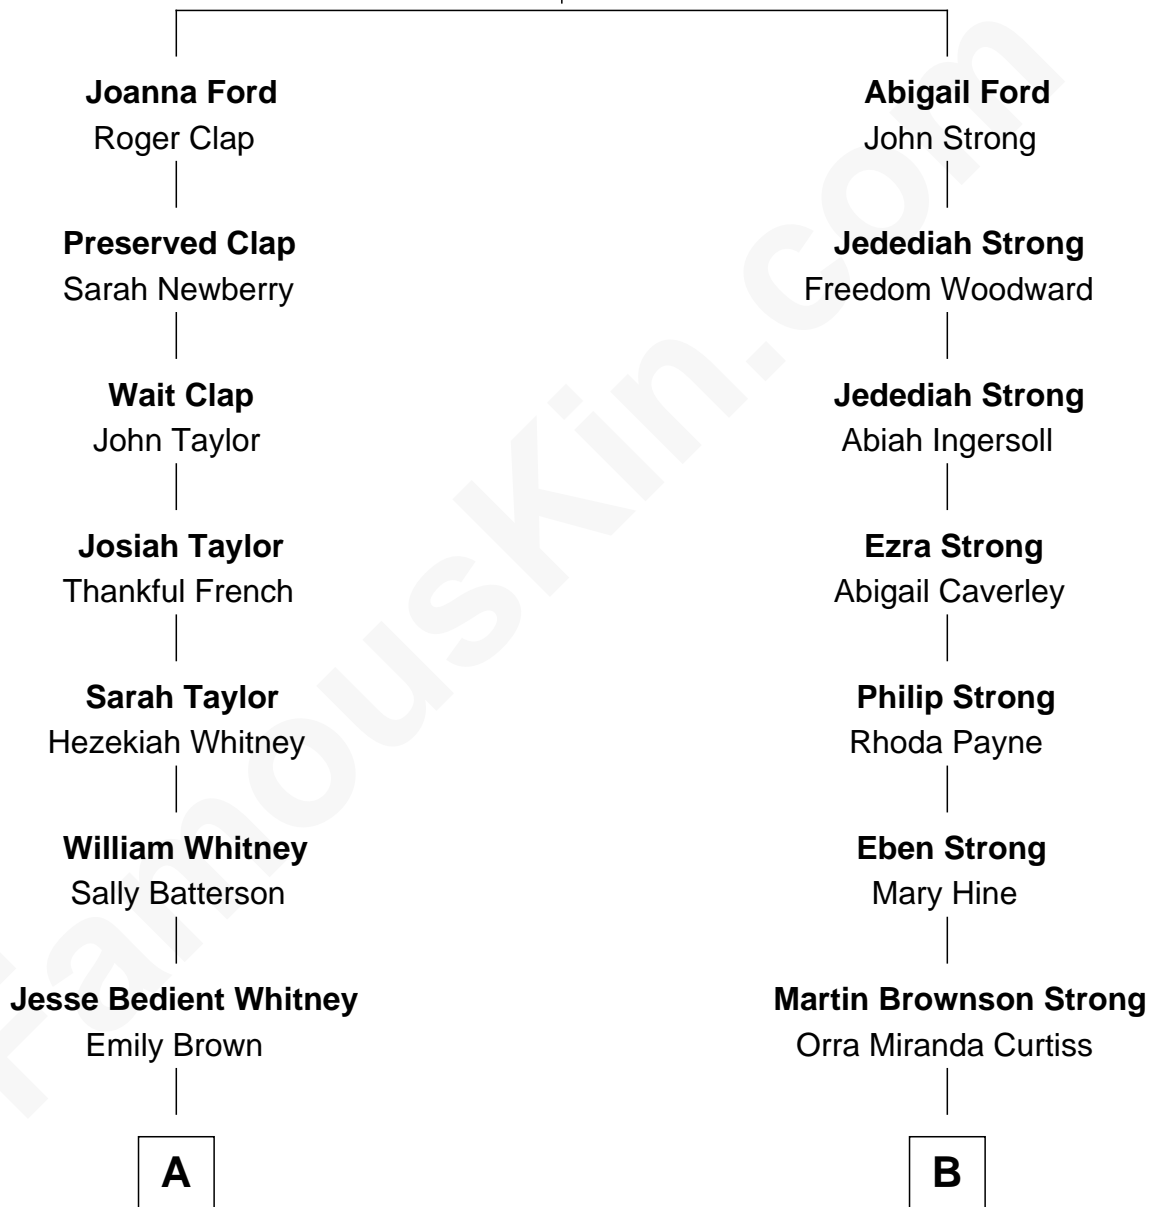 Joanna Ford
Roger Clap
Abigail Ford
John Strong
Preserved Clap
Sarah Newberry
Jedediah Strong
Freedom Woodward
Wait Clap
John Taylor
Jedediah Strong
Abiah Ingersoll
Josiah Taylor
Thankful French
Ezra Strong
Abigail Caverley
Sarah Taylor
Hezekiah Whitney
Philip Strong
Rhoda Payne
William Whitney
Sally Batterson
Eben Strong
Mary Hine
Jesse Bedient Whitney
Emily Brown
Martin Brownson Strong
Orra Miranda Curtiss
A
B
FamousKin.com